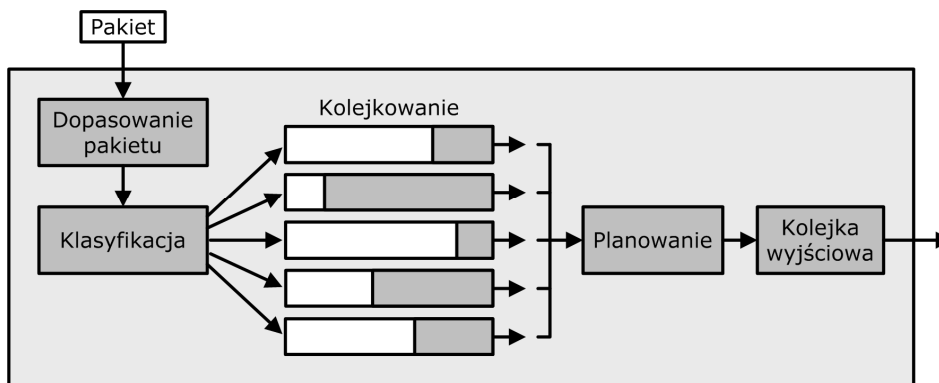 Pakiet
Dopasowanie
pakietu
Kolejkowanie
Klasyfikacja
Planowanie
Kolejka
wyjściowa